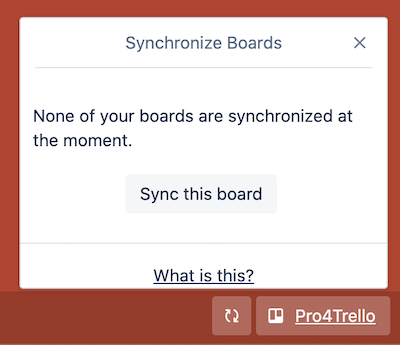 Synchronize Boards
None of your boards are synchronized at
the moment.
Sync this board
What is this?
Pro4Trello